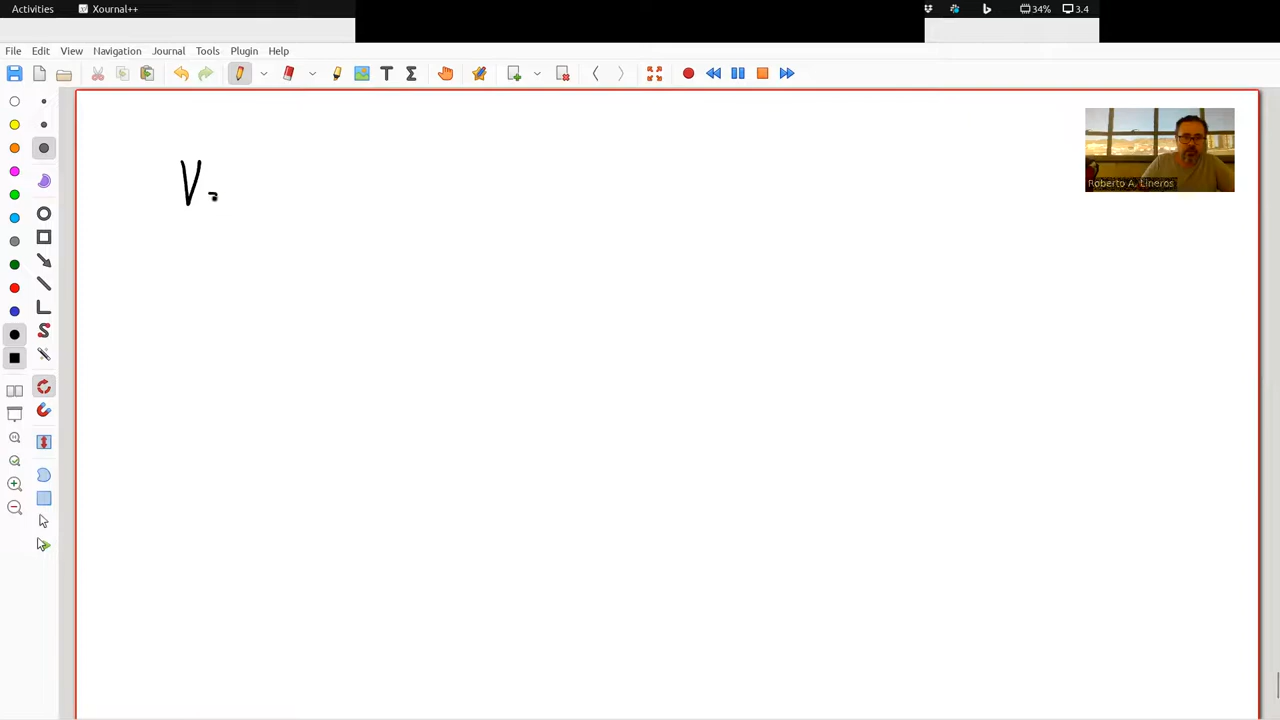 Activities Xournal++ 34% 3.4
File Edit View Navigation Journal Tools Plugin Help
V
Roberto A. Lineros